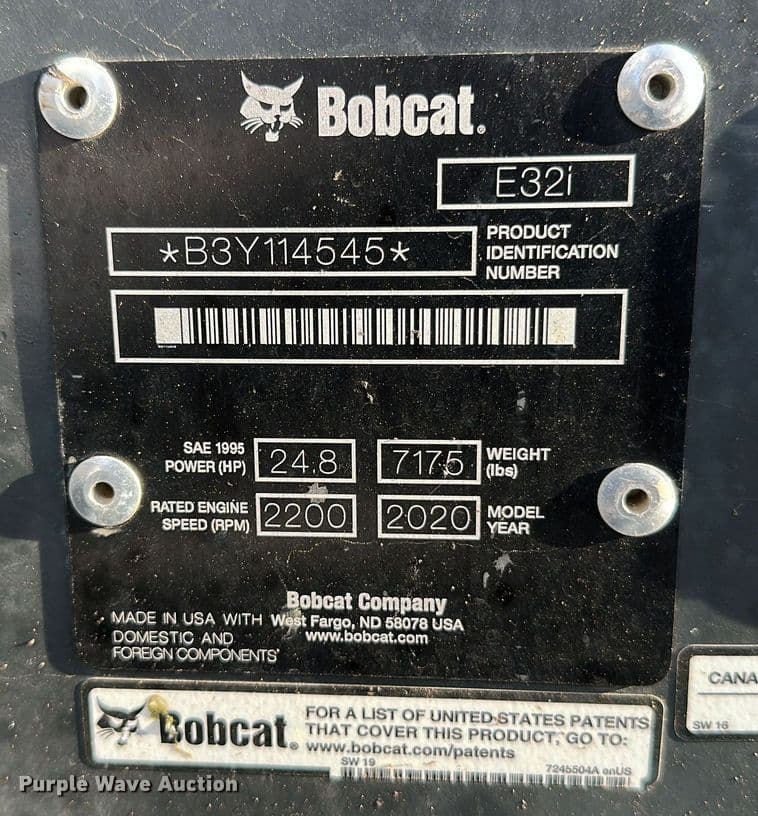 Bobcat.
E32i
*B3Y114545*
PRODUCT
IDENTIFICATION
NUMBER
SAE 1995
POWER (HP)
24.8
7175
WEIGHT
(lbs)
RATED ENGINE
SPEED (RPM)
2200
2020
MODEL
YEAR
Bobcat Company
West Fargo, ND 58078 USA
www.bobcat.com
MADE IN USA WITH
DOMESTIC AND
FOREIGN COMPONENTS
Bobcat.
FOR A LIST OF UNITED STATES PATENTS
THAT COVER THIS PRODUCT, GO TO:
www.bobcat.com/patents
SW 19
7245504A enUS
CANA
SW 16
Purple Wave Auction